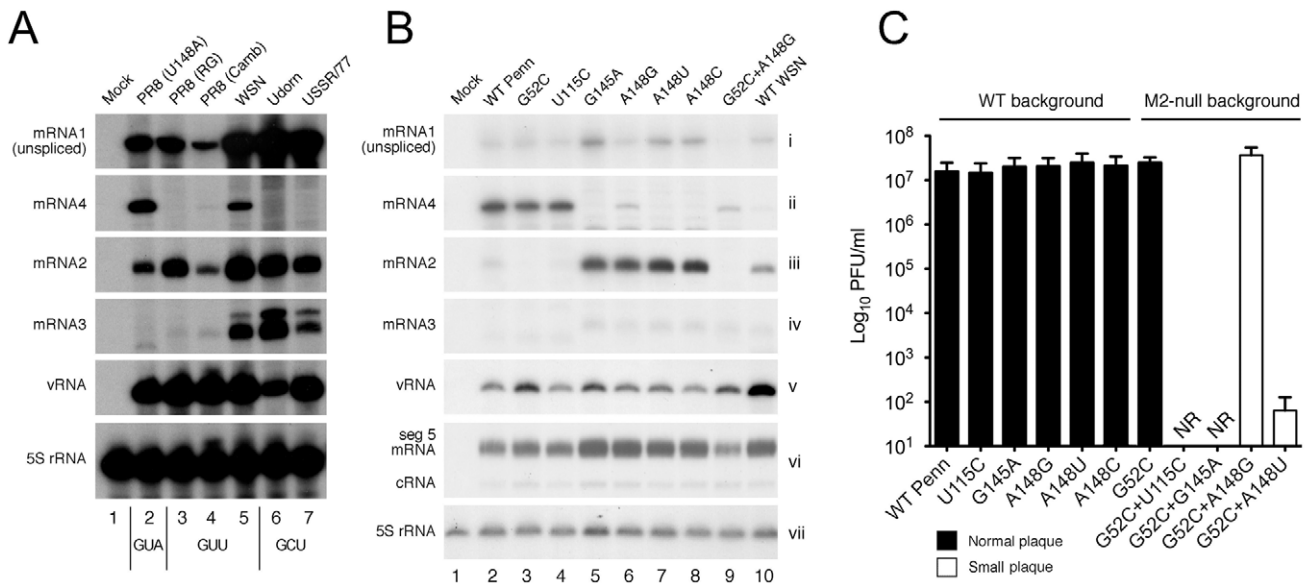 A
Mock
PR8 (U148A)
PR8 (RG)
PR8 (Camb)
WSN
Udorn
USSR/77
mRNA1
(unspliced)
mRNA4
mRNA2
mRNA3
vRNA
5S rRNA
1 2 3 4 5 6 7
GUA GUU GCU
B
Mock
WT Penn
G52C
U115C
G145A
A148G
A148U
A148C
G52C+A148G
WT WSN
mRNA1
(unspliced)
i
mRNA4
ii
mRNA2
iii
mRNA3
iv
vRNA
v
seg 5
mRNA
vi
cRNA
5S rRNA
vii
1 2 3 4 5 6 7 8 9 10
C
WT background M2-null background
Log10 PFU/ml
10^8
10^7
10^6
10^5
10^4
10^3
10^2
10^1
NR NR
WT Penn
U115C
G145A
A148G
A148U
A148C
G52C
G52C+U115C
G52C+G145A
G52C+A148G
G52C+A148U
Normal plaque
Small plaque